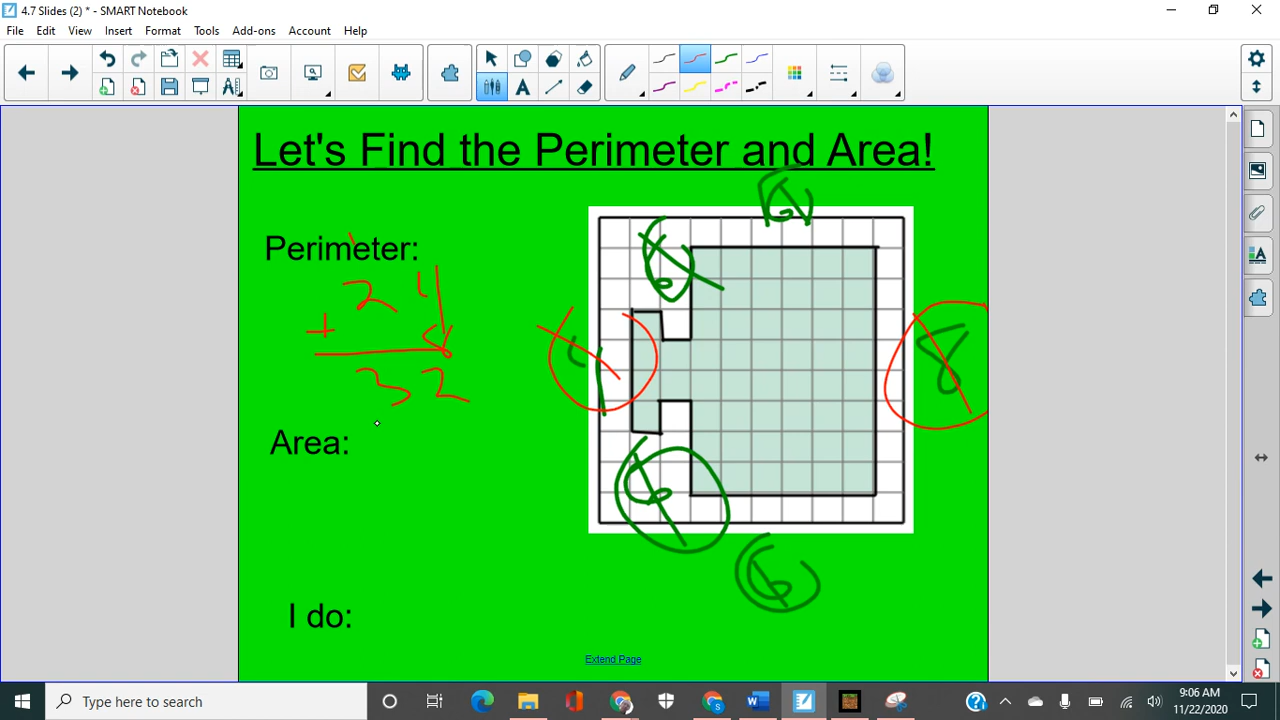 4.7 Slides (2) * - SMART Notebook
File Edit View Insert Format Tools Add-ons Account Help
Let's Find the Perimeter and Area!
6
Perimeter:
6
24
+ 8
32
4
8
Area:
6
6
I do:
Extend Page
Type here to search
9:06 AM
11/22/2020